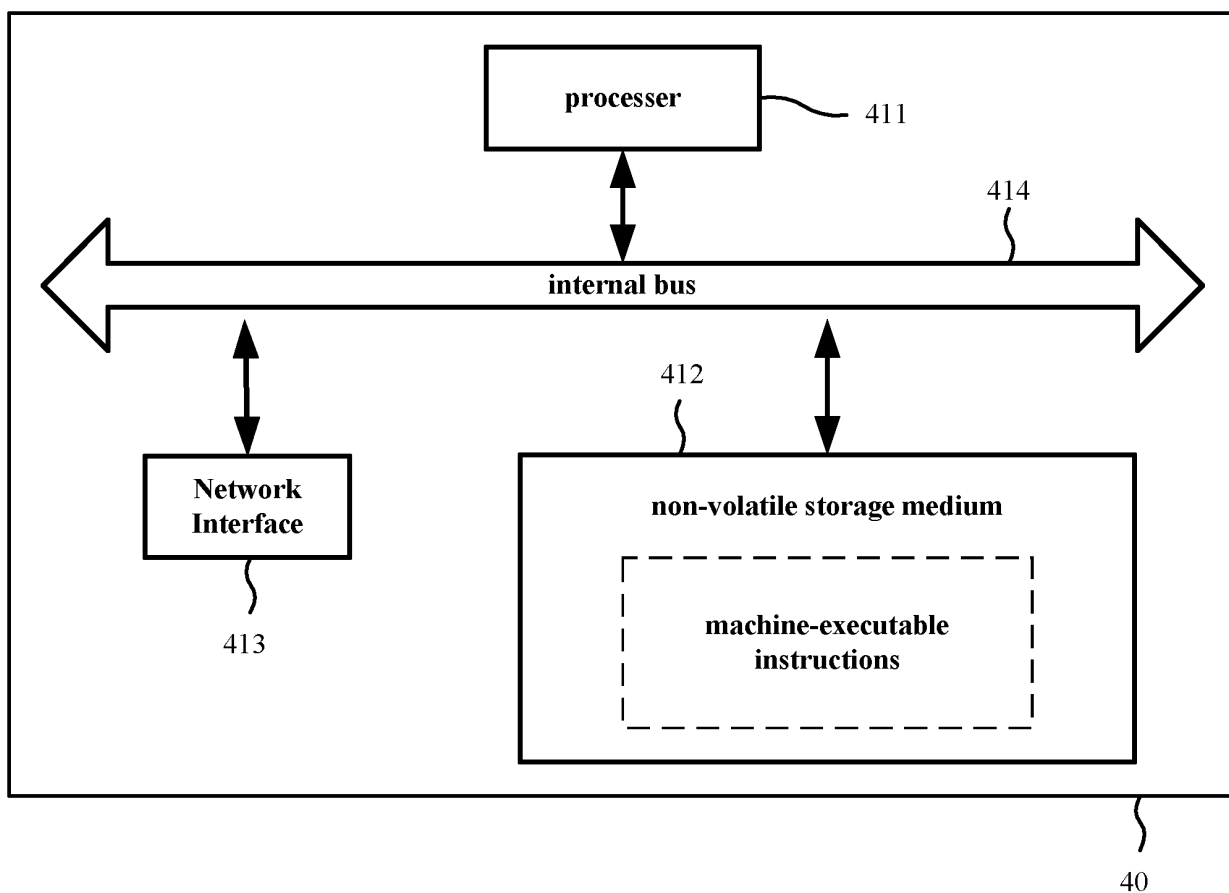 processer
411
414
internal bus
412
Network
Interface
413
non-volatile storage medium
machine-executable
instructions
40